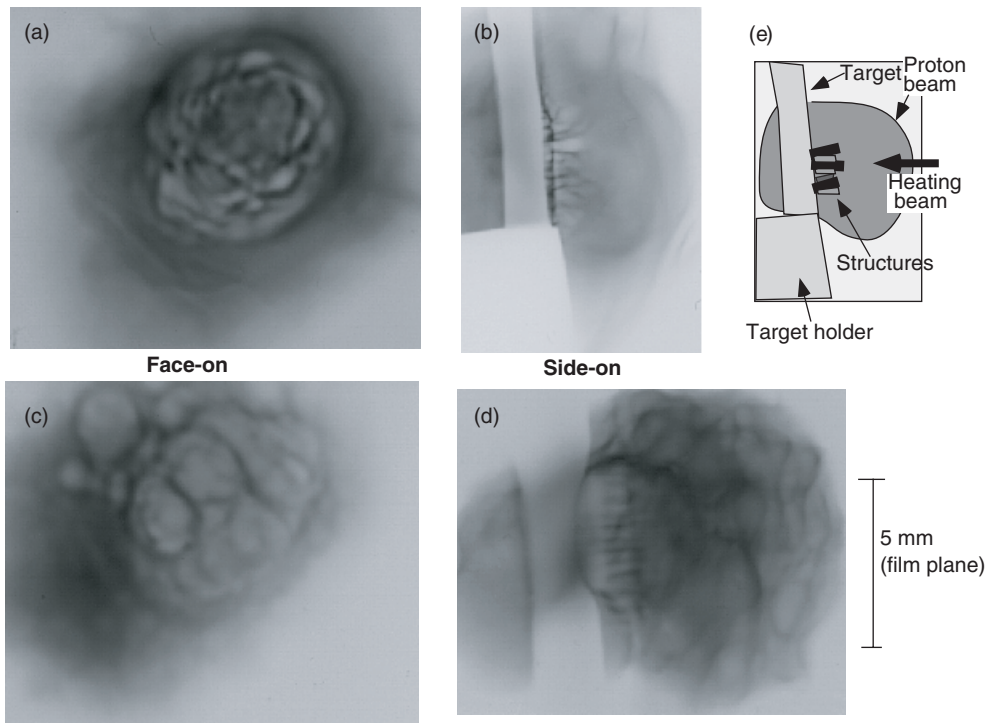 (a)
(b)
(e)
Target
Proton
beam
Heating
beam
Structures
Target holder
Face-on
Side-on
(c)
(d)
5 mm
(film plane)